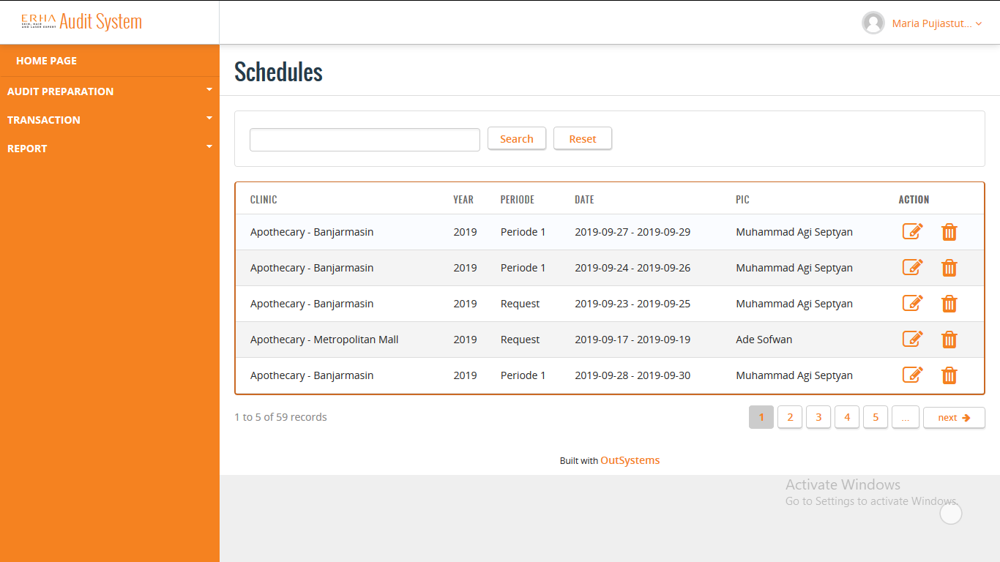 ERHA Audit System
SKIN, HAIR
AND LASER EXPERT
Maria Pujiastut...
HOME PAGE
AUDIT PREPARATION
TRANSACTION
REPORT
Schedules
Search Reset
CLINIC YEAR PERIODE DATE PIC ACTION
Apothecary - Banjarmasin 2019 Periode 1 2019-09-27 - 2019-09-29 Muhammad Agi Septyan
Apothecary - Banjarmasin 2019 Periode 1 2019-09-24 - 2019-09-26 Muhammad Agi Septyan
Apothecary - Banjarmasin 2019 Request 2019-09-23 - 2019-09-25 Muhammad Agi Septyan
Apothecary - Metropolitan Mall 2019 Request 2019-09-17 - 2019-09-19 Ade Sofwan
Apothecary - Banjarmasin 2019 Periode 1 2019-09-28 - 2019-09-30 Muhammad Agi Septyan
1 to 5 of 59 records 1 2 3 4 5 ... next
Built with OutSystems
Activate Windows
Go to Settings to activate Windows.